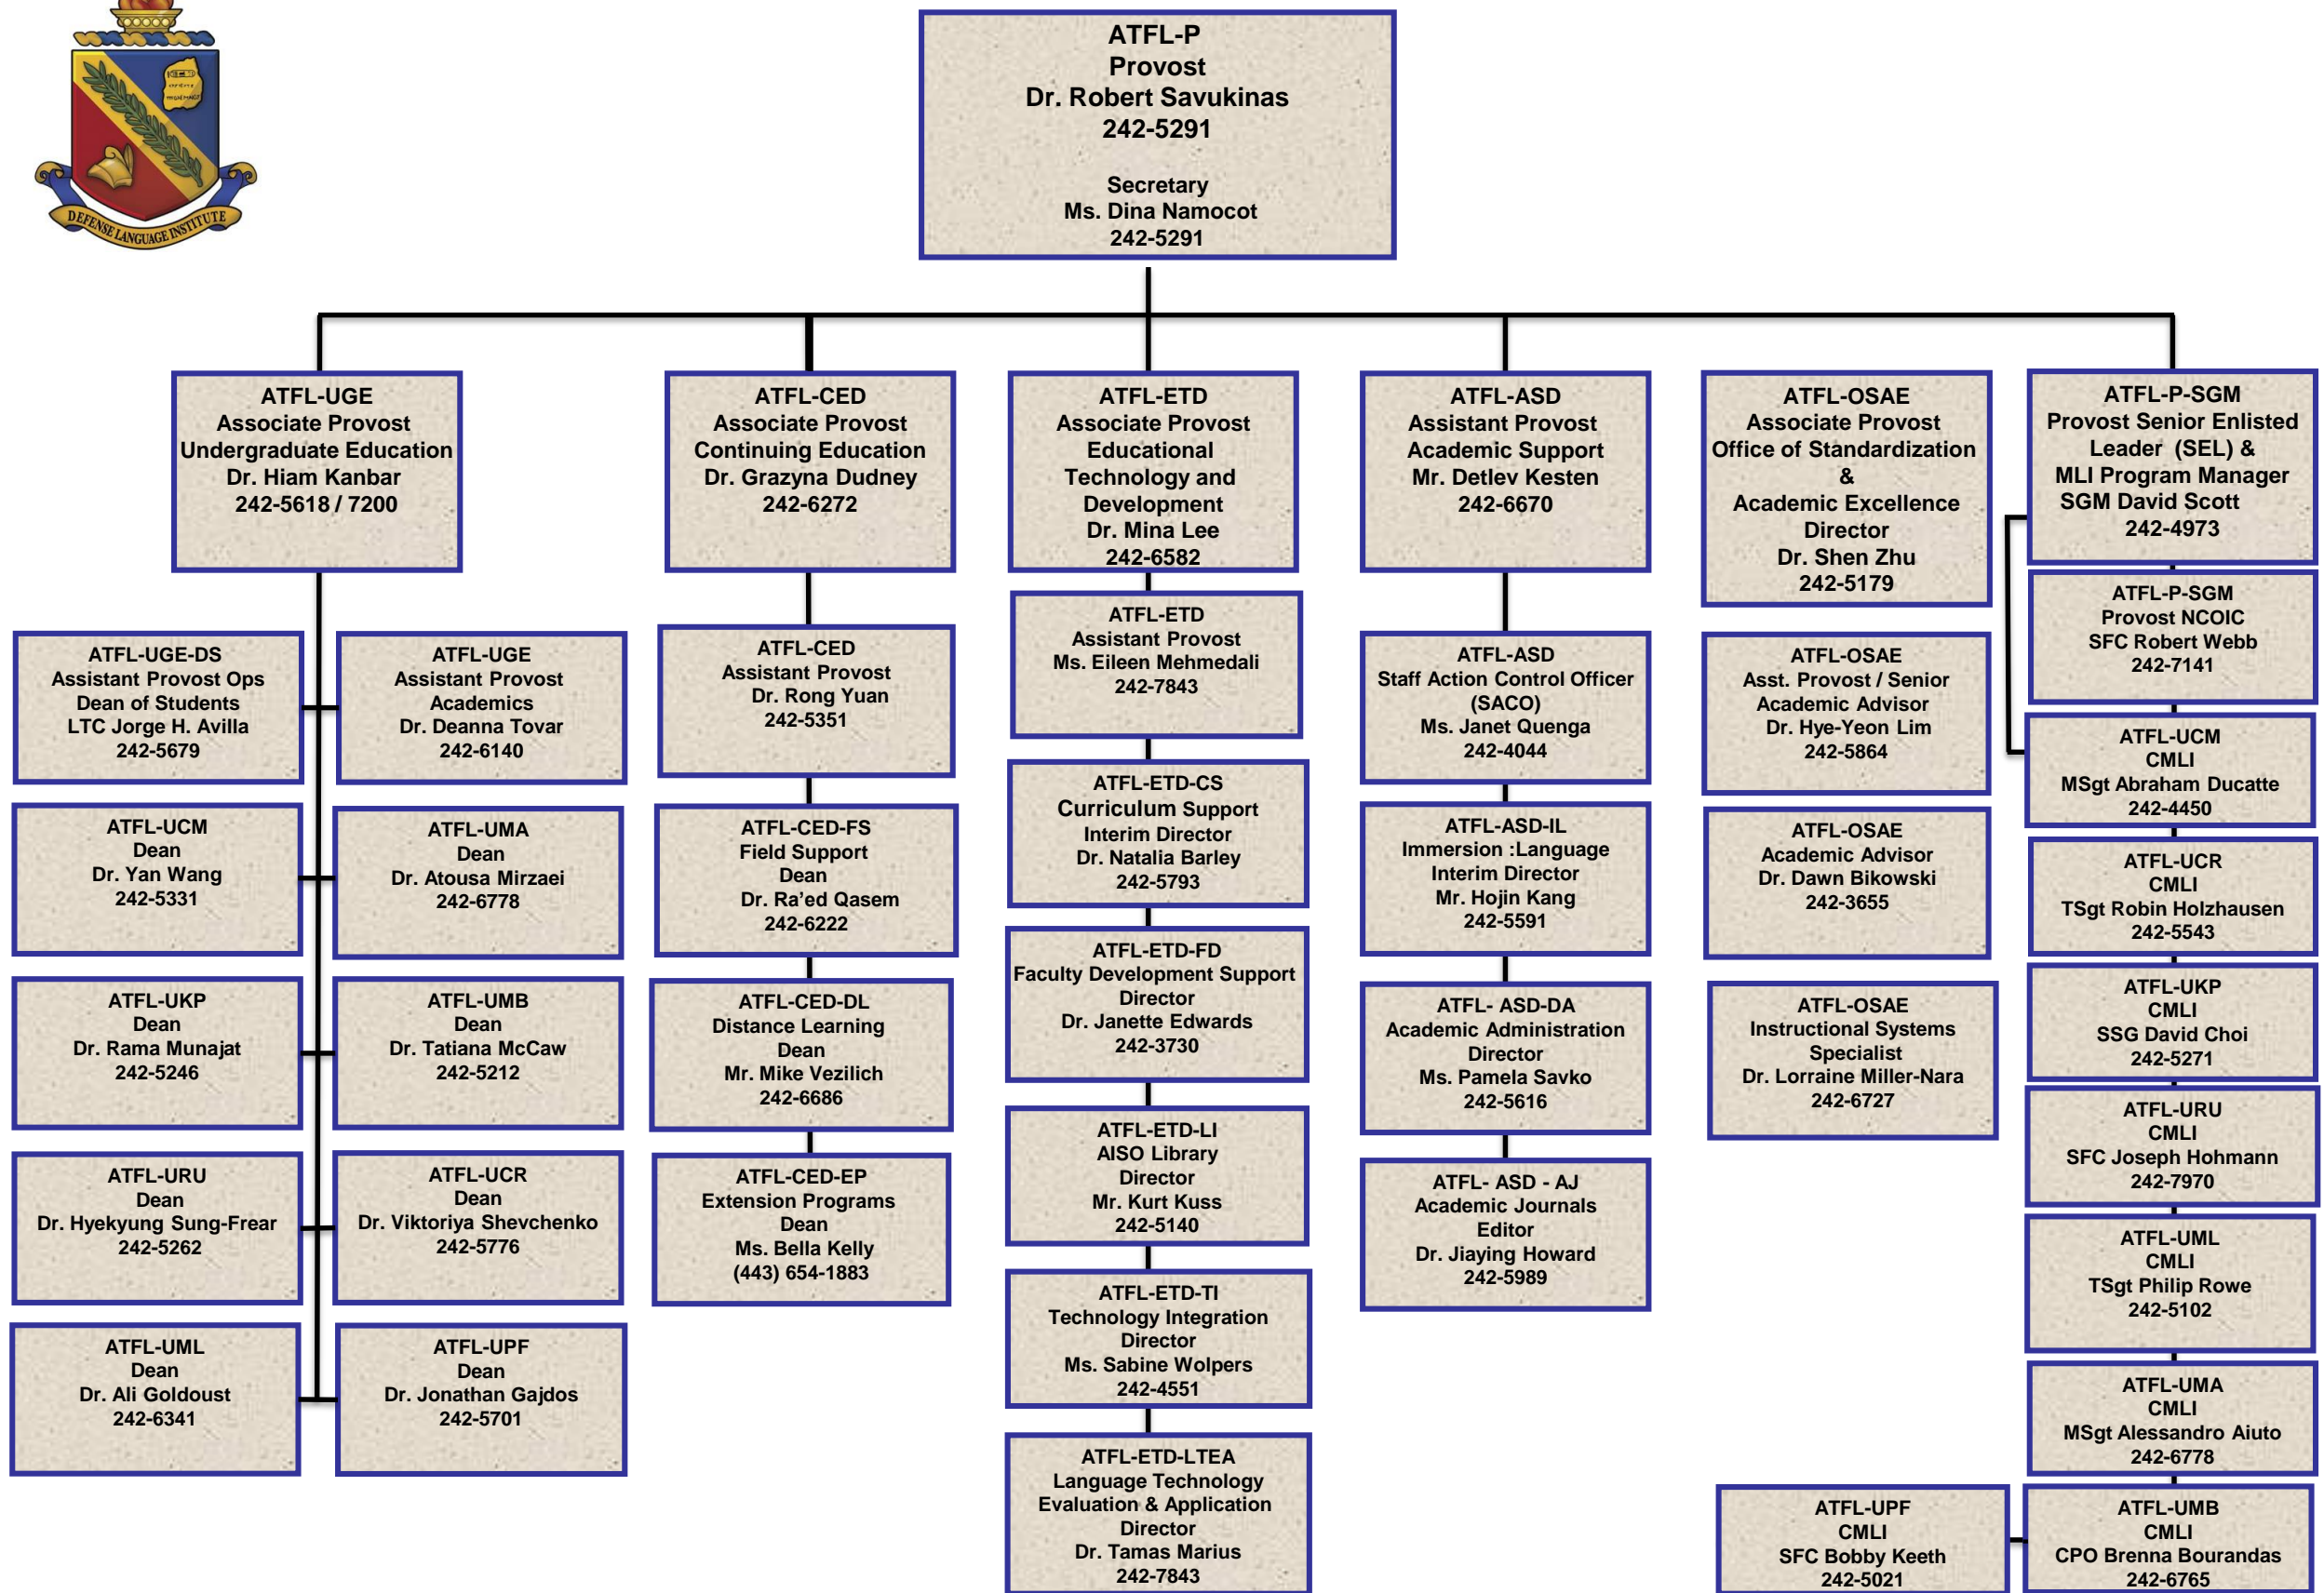 DEFENSE LANGUAGE INSTITUTE
ATFL-P
Provost
Dr. Robert Savukinas
242-5291
Secretary
Ms. Dina Namocot
242-5291
ATFL-UGE
Associate Provost
Undergraduate Education
Dr. Hiam Kanbar
242-5618 / 7200
ATFL-UGE-DS
Assistant Provost Ops
Dean of Students
LTC Jorge H. Avilla
242-5679
ATFL-UGE
Assistant Provost
Academics
Dr. Deanna Tovar
242-6140
ATFL-UCM
Dean
Dr. Yan Wang
242-5331
ATFL-UMA
Dean
Dr. Atousa Mirzaei
242-6778
ATFL-UKP
Dean
Dr. Rama Munajat
242-5246
ATFL-UMB
Dean
Dr. Tatiana McCaw
242-5212
ATFL-URU
Dean
Dr. Hyekyung Sung-Frear
242-5262
ATFL-UCR
Dean
Dr. Viktoriya Shevchenko
242-5776
ATFL-UML
Dean
Dr. Ali Goldoust
242-6341
ATFL-UPF
Dean
Dr. Jonathan Gajdos
242-5701
ATFL-CED
Associate Provost
Continuing Education
Dr. Grazyna Dudney
242-6272
ATFL-CED
Assistant Provost
Dr. Rong Yuan
242-5351
ATFL-CED-FS
Field Support
Dean
Dr. Ra’ed Qasem
242-6222
ATFL-CED-DL
Distance Learning
Dean
Mr. Mike Vezilich
242-6686
ATFL-CED-EP
Extension Programs
Dean
Ms. Bella Kelly
(443) 654-1883
ATFL-ETD
Associate Provost
Educational
Technology and
Development
Dr. Mina Lee
242-6582
ATFL-ETD
Assistant Provost
Ms. Eileen Mehmedali
242-7843
ATFL-ETD-CS
Curriculum Support
Interim Director
Dr. Natalia Barley
242-5793
ATFL-ETD-FD
Faculty Development Support
Director
Dr. Janette Edwards
242-3730
ATFL-ETD-LI
AISO Library
Director
Mr. Kurt Kuss
242-5140
ATFL-ETD-TI
Technology Integration
Director
Ms. Sabine Wolpers
242-4551
ATFL-ETD-LTEA
Language Technology
Evaluation & Application
Director
Dr. Tamas Marius
242-7843
ATFL-ASD
Assistant Provost
Academic Support
Mr. Detlev Kesten
242-6670
ATFL-ASD
Staff Action Control Officer
(SACO)
Ms. Janet Quenga
242-4044
ATFL-ASD-IL
Immersion :Language
Interim Director
Mr. Hojin Kang
242-5591
ATFL- ASD-DA
Academic Administration
Director
Ms. Pamela Savko
242-5616
ATFL- ASD - AJ
Academic Journals
Editor
Dr. Jiaying Howard
242-5989
ATFL-OSAE
Associate Provost
Office of Standardization
&
Academic Excellence
Director
Dr. Shen Zhu
242-5179
ATFL-OSAE
Asst. Provost / Senior
Academic Advisor
Dr. Hye-Yeon Lim
242-5864
ATFL-OSAE
Academic Advisor
Dr. Dawn Bikowski
242-3655
ATFL-OSAE
Instructional Systems
Specialist
Dr. Lorraine Miller-Nara
242-6727
ATFL-P-SGM
Provost Senior Enlisted
Leader (SEL) &
MLI Program Manager
SGM David Scott
242-4973
ATFL-P-SGM
Provost NCOIC
SFC Robert Webb
242-7141
ATFL-UCM
CMLI
MSgt Abraham Ducatte
242-4450
ATFL-UCR
CMLI
TSgt Robin Holzhausen
242-5543
ATFL-UKP
CMLI
SSG David Choi
242-5271
ATFL-URU
CMLI
SFC Joseph Hohmann
242-7970
ATFL-UML
CMLI
TSgt Philip Rowe
242-5102
ATFL-UMA
CMLI
MSgt Alessandro Aiuto
242-6778
ATFL-UPF
CMLI
SFC Bobby Keeth
242-5021
ATFL-UMB
CMLI
CPO Brenna Bourandas
242-6765